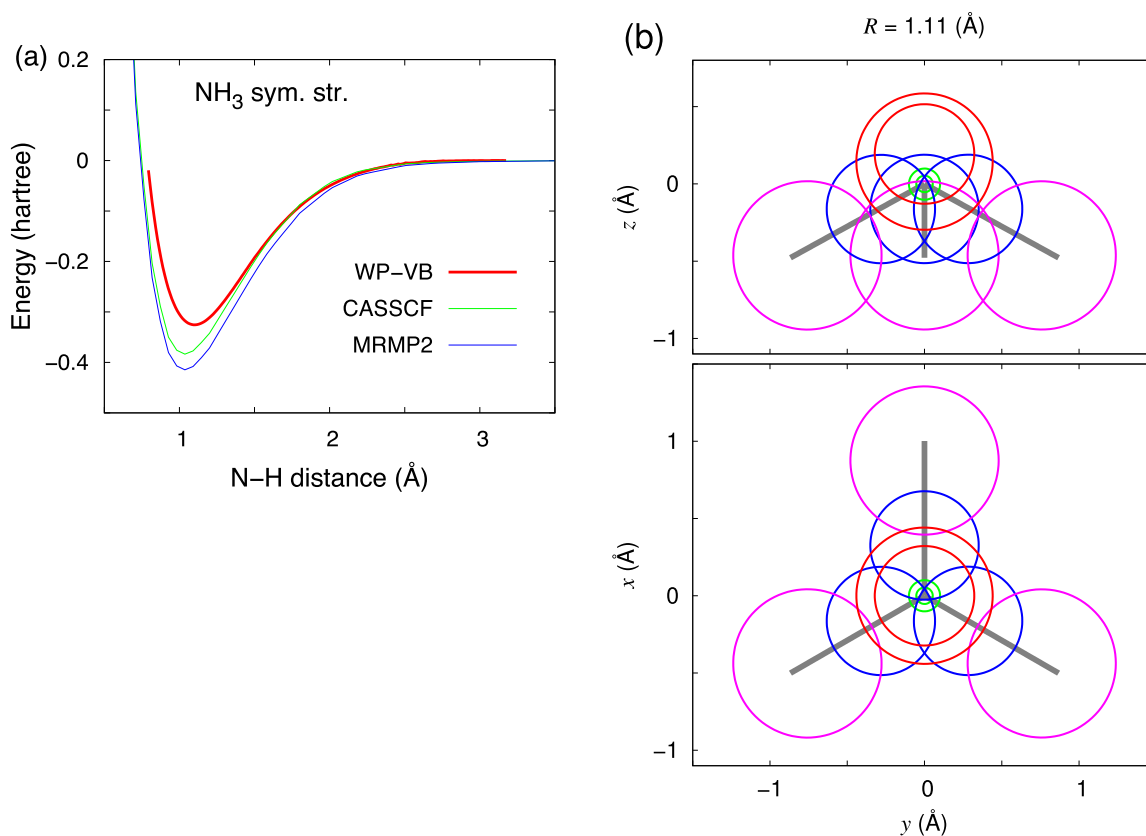 (a)
NH3 sym. str.
Energy (hartree)
0.2
0
−0.2
−0.4
WP−VB
CASSCF
MRMP2
1
2
3
N−H distance (Å)
(b)
R = 1.11 (Å)
z (Å)
0
−1
x (Å)
1
0
−1
−1
0
1
y (Å)